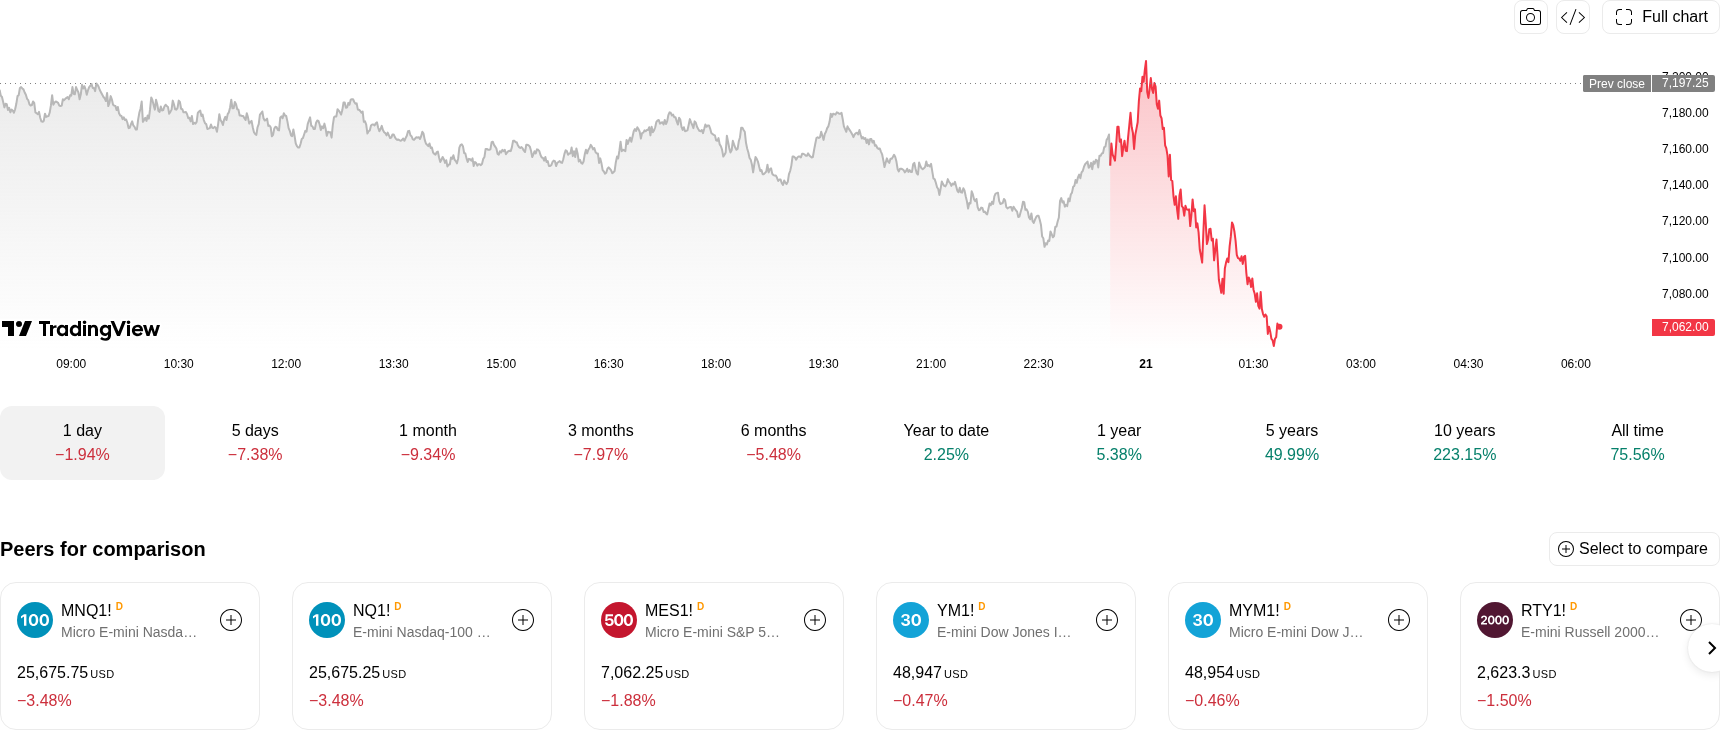 </> Full chart
Prev close 7,197.25
7,180.00
7,160.00
7,140.00
7,120.00
7,100.00
7,080.00
7,062.00
TradingView
09:00 10:30 12:00 13:30 15:00 16:30 18:00 19:30 21:00 22:30 21 01:30 03:00 04:30 06:00
1 day 5 days 1 month 3 months 6 months Year to date 1 year 5 years 10 years All time
−1.94% −7.38% −9.34% −7.97% −5.48% 2.25% 5.38% 49.99% 223.15% 75.56%
Peers for comparison Select to compare
100 MNQ1! D
Micro E-mini Nasda…
25,675.75 USD
−3.48%
100 NQ1! D
E-mini Nasdaq-100 …
25,675.25 USD
−3.48%
500 MES1! D
Micro E-mini S&P 5…
7,062.25 USD
−1.88%
30 YM1! D
E-mini Dow Jones I…
48,947 USD
−0.47%
30 MYM1! D
Micro E-mini Dow J…
48,954 USD
−0.46%
2000 RTY1! D
E-mini Russell 2000…
2,623.3 USD
−1.50%